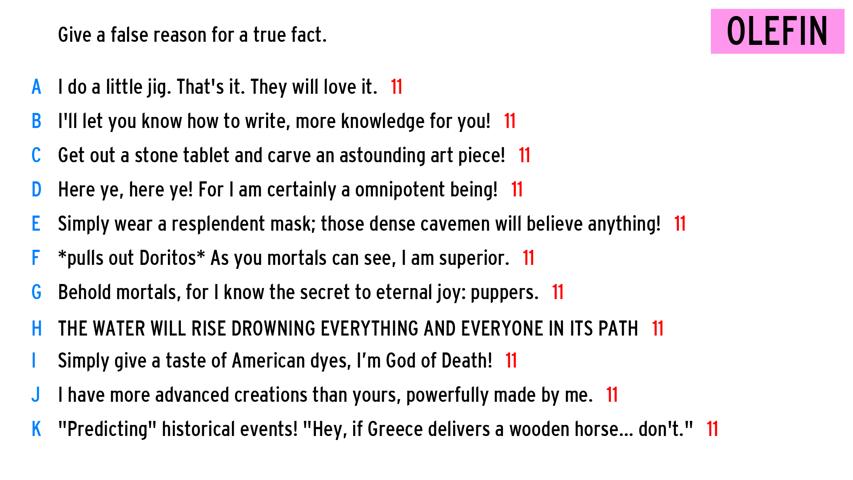 Give a false reason for a true fact.
OLEFIN
A I do a little jig. That's it. They will love it. 11
B I'll let you know how to write, more knowledge for you! 11
C Get out a stone tablet and carve an astounding art piece! 11
D Here ye, here ye! For I am certainly a omnipotent being! 11
E Simply wear a resplendent mask; those dense cavemen will believe anything! 11
F *pulls out Doritos* As you mortals can see, I am superior. 11
G Behold mortals, for I know the secret to eternal joy: puppers. 11
H THE WATER WILL RISE DROWNING EVERYTHING AND EVERYONE IN ITS PATH 11
I Simply give a taste of American dyes, I’m God of Death! 11
J I have more advanced creations than yours, powerfully made by me. 11
K "Predicting" historical events! "Hey, if Greece delivers a wooden horse... don't." 11